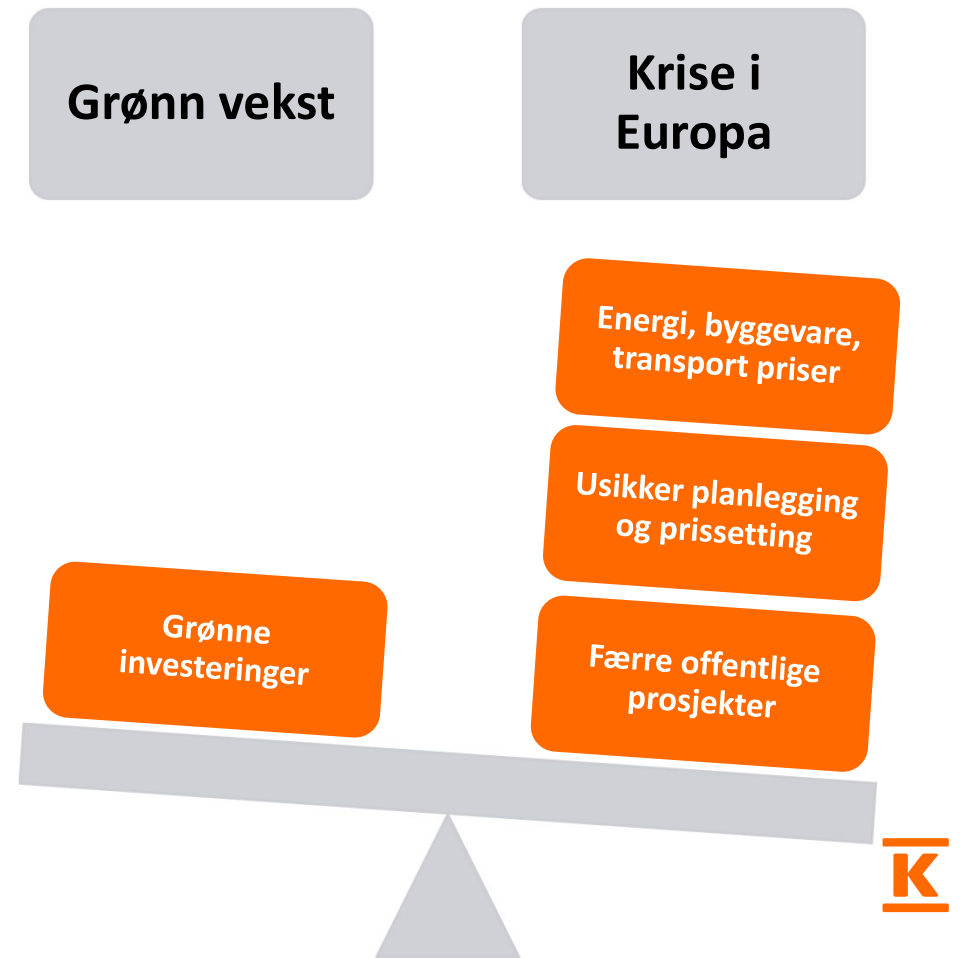 Grønn vekst
Krise i
Europa
Energi, byggevare,
transport priser
Usikker planlegging
og prissetting
Færre offentlige
prosjekter
Grønne
investeringer
K